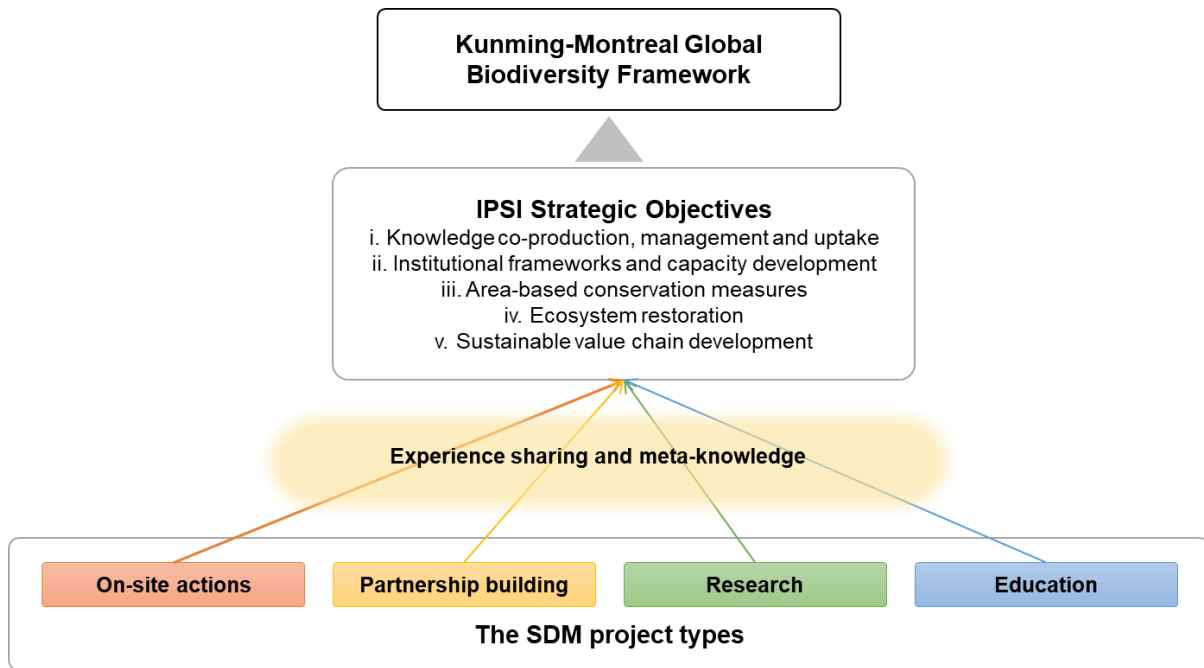 Kunming-Montreal Global
Biodiversity Framework
IPSI Strategic Objectives
i. Knowledge co-production, management and uptake
ii. Institutional frameworks and capacity development
iii. Area-based conservation measures
iv. Ecosystem restoration
v. Sustainable value chain development
Experience sharing and meta-knowledge
On-site actions
Partnership building
Research
Education
The SDM project types